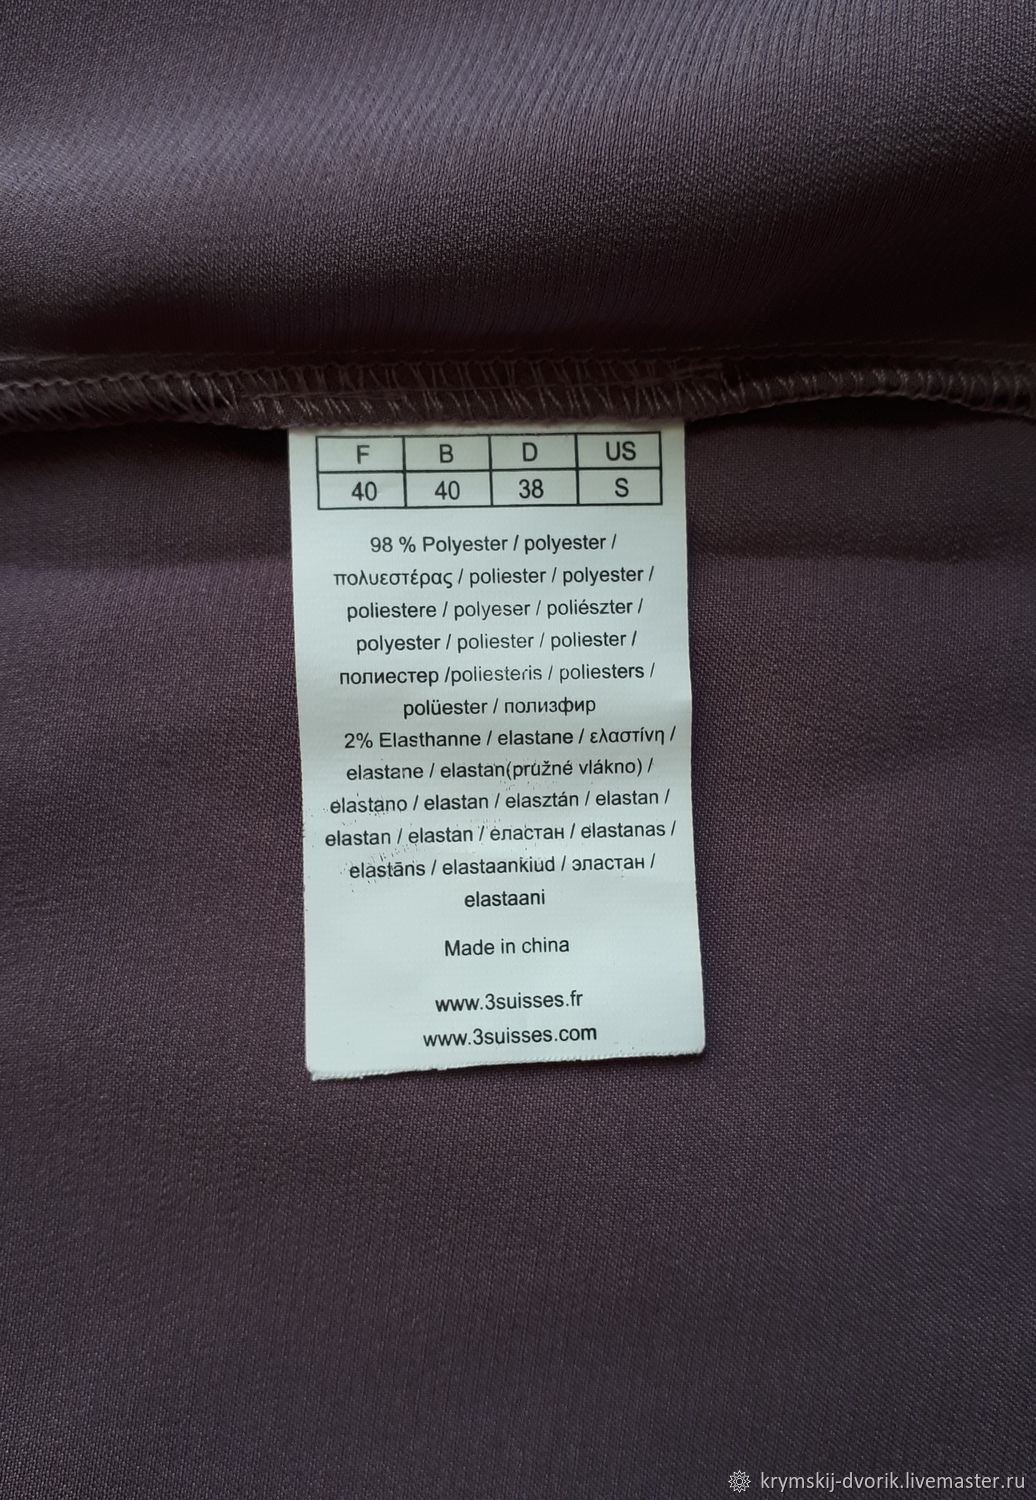 F B D US
40 40 38 S
98 % Polyester / polyester /
πολυεστέρας / poliester / polyester /
poliestere / polyeser / poliészter /
polyester / poliester / poliester /
полиестер /poliesteris / poliesters /
polüester / полизфир
2% Elasthanne / elastane / ελαστίνη /
elastane / elastan(pružné vlákno) /
elastano / elastan / elasztán / elastan /
elastan / elastan / еластан / elastanas /
elastāns / elastaankiud / эластан /
elastaani
Made in china
www.3suisses.fr
www.3suisses.com
krymskij-dvorik.livemaster.ru